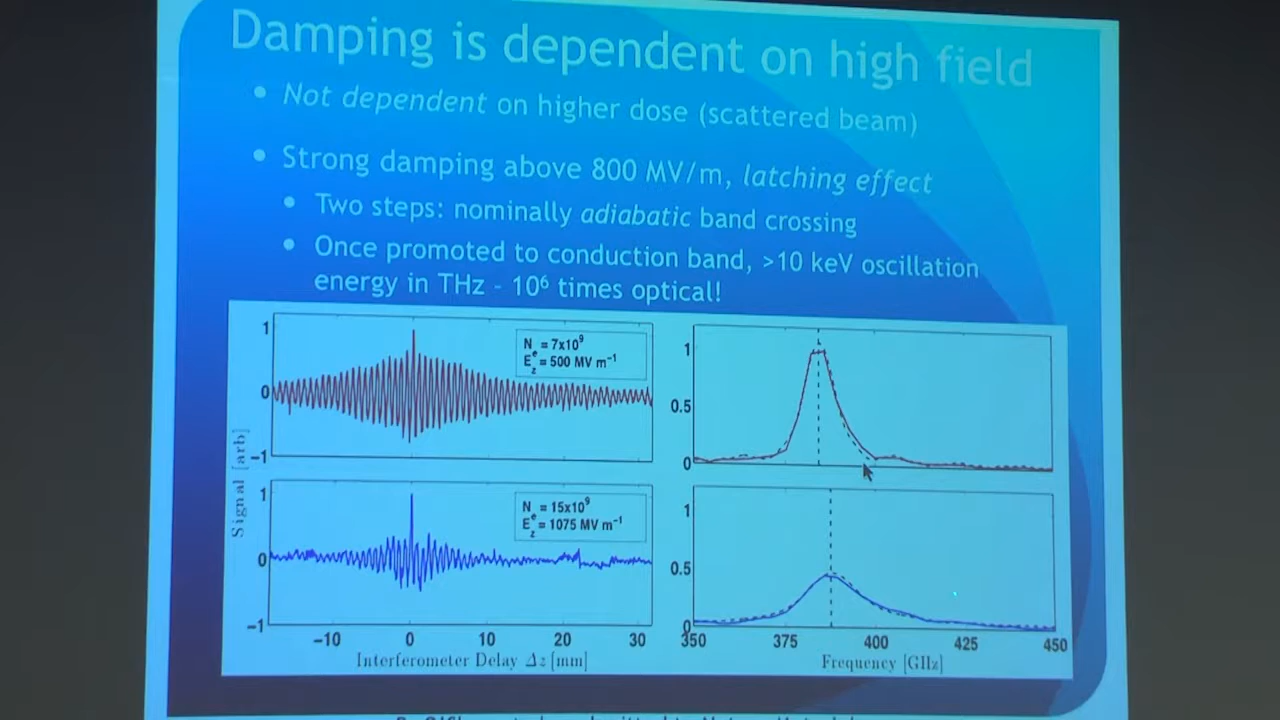 Damping is dependent on high field
• Not dependent on higher dose (scattered beam)
• Strong damping above 800 MV/m, latching effect
• Two steps: nominally adiabatic band crossing
• Once promoted to conduction band, >10 keV oscillation
energy in THz - 10⁶ times optical!
1
0
−1
N_e = 7x10⁹
E_z = 500 MV m⁻¹
1
0.5
0
Signal [arb]
1
0
−1
N_e = 15x10⁹
E_z = 1075 MV m⁻¹
1
0.5
0
−10 0 10 20 30
Interferometer Delay Δz [mm]
350 375 400 425 450
Frequency [GHz]